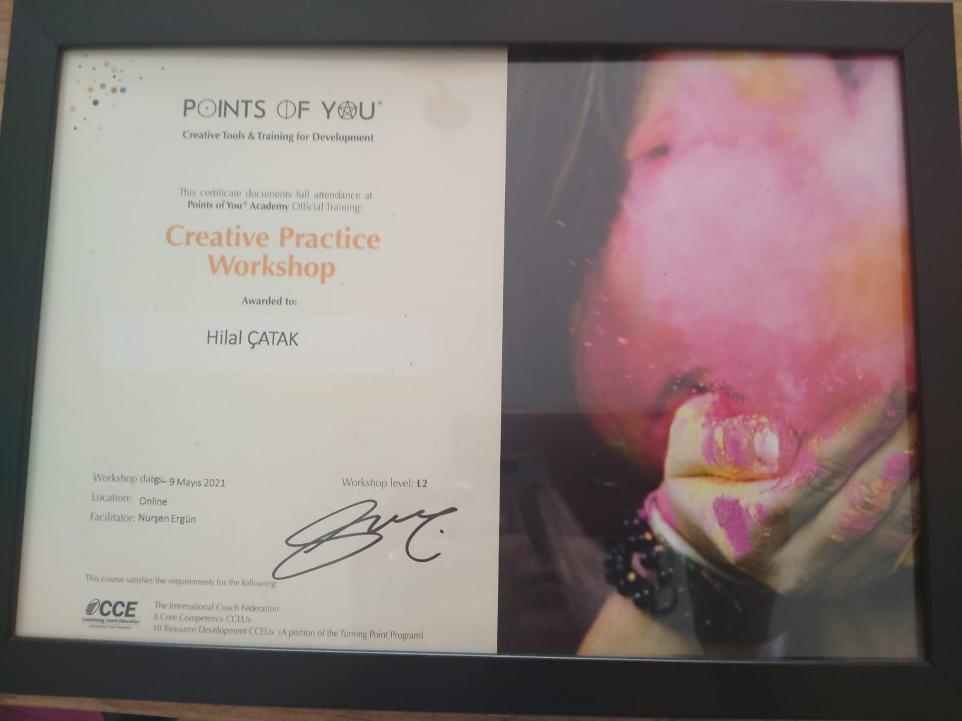 POINTS OF YOU®
Creative Tools & Training for Development
This certificate documents full attendance at
Points of You® Academy Official Training:
Creative Practice
Workshop
Awarded to:
Hilal ÇATAK
Workshop date: 9 Mayıs 2021
Workshop level: L2
Location: Online
Facilitator: Nurşen Ergün
This course satisfies the requirements for the following:
CCE
Continuing Coach Education
The International Coach Federation
8 Core Competency CCEUs
10 Resource Development CCEUs (A portion of the Turning Point Program)